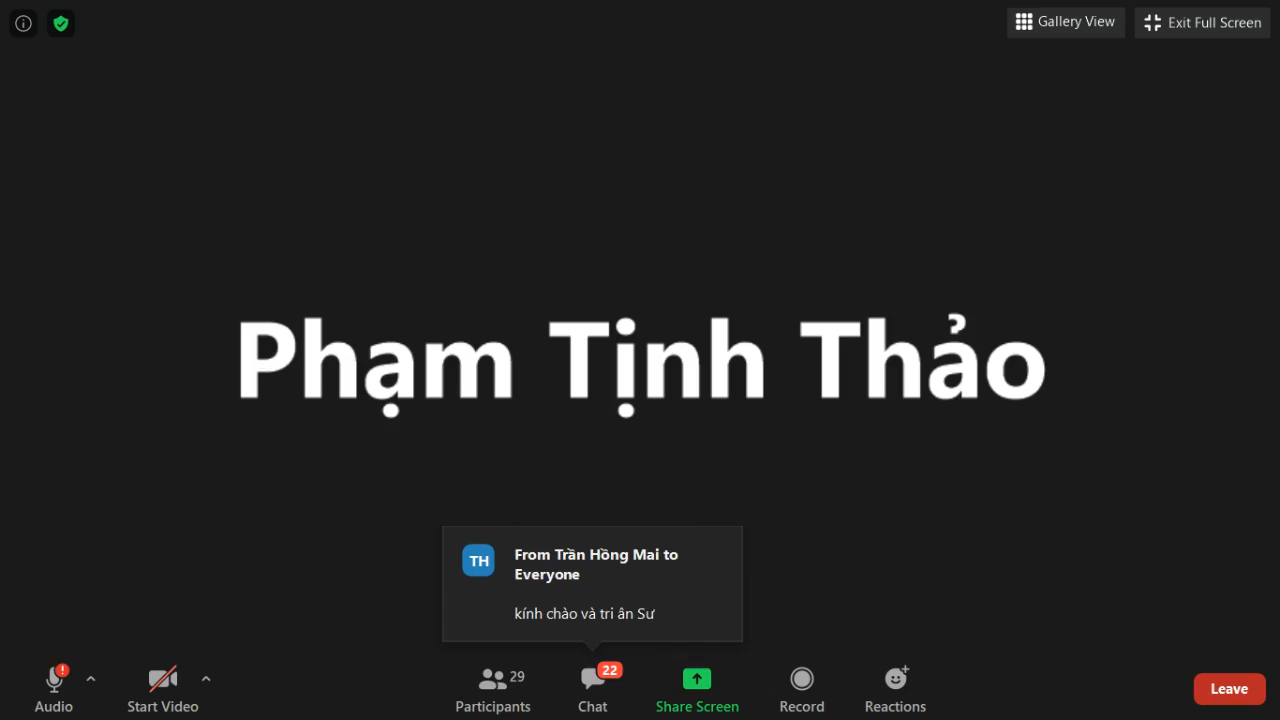 Gallery View
Exit Full Screen
Phạm Tịnh Thảo
TH
From Trần Hồng Mai to
Everyone
kính chào và tri ân Sư
29
22
Audio
Start Video
Participants
Chat
Share Screen
Record
Reactions
Leave